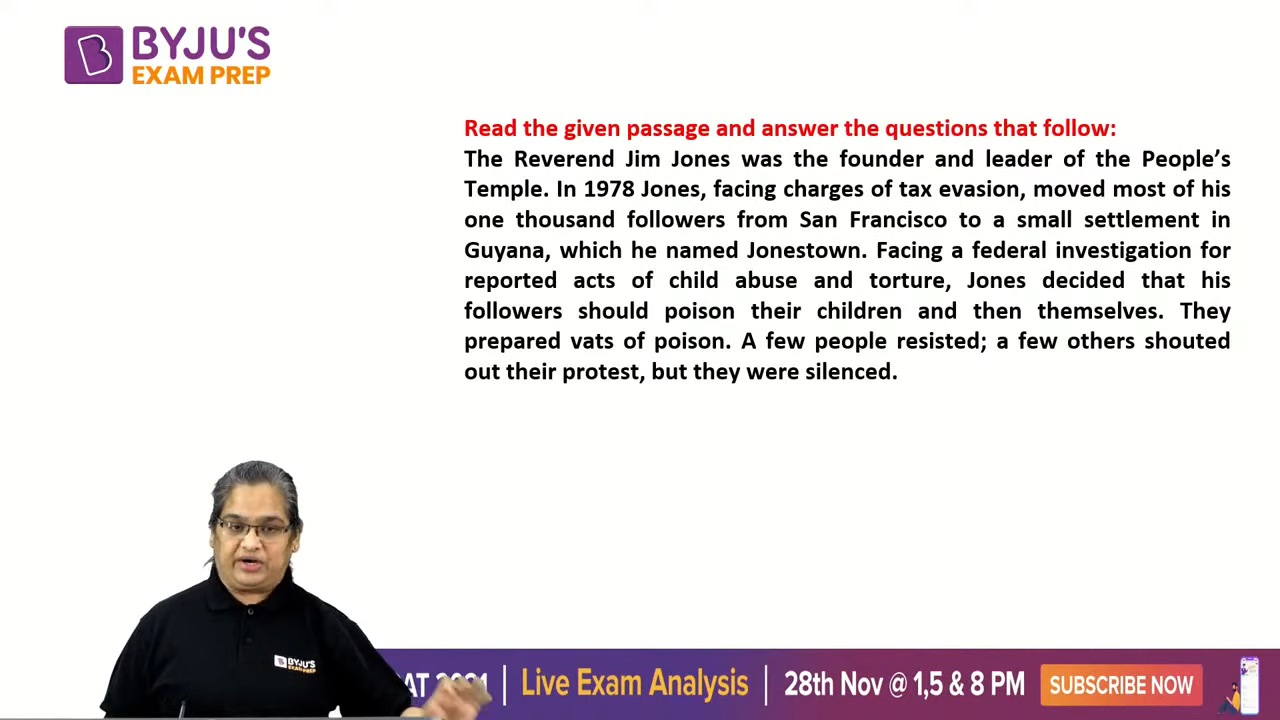 BYJU'S
EXAM PREP
Read the given passage and answer the questions that follow:
The Reverend Jim Jones was the founder and leader of the People’s
Temple. In 1978 Jones, facing charges of tax evasion, moved most of his
one thousand followers from San Francisco to a small settlement in
Guyana, which he named Jonestown. Facing a federal investigation for
reported acts of child abuse and torture, Jones decided that his
followers should poison their children and then themselves. They
prepared vats of poison. A few people resisted; a few others shouted
out their protest, but they were silenced.
BYJU'S
EXAM PREP
AT 2021 Live Exam Analysis 28th Nov @ 1,5 & 8 PM SUBSCRIBE NOW